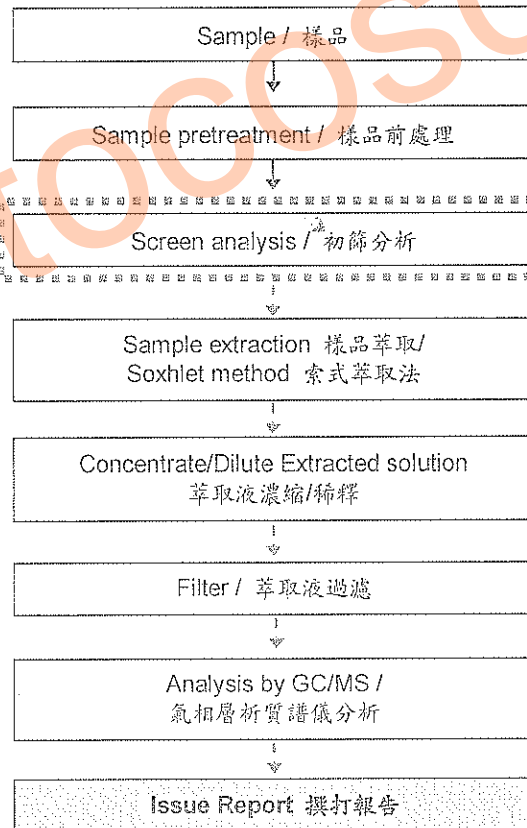 Sample / 樣品
Sample pretreatment / 樣品前處理
Screen analysis / 初篩分析
Sample extraction 樣品萃取/
Soxhlet method 索式萃取法
Concentrate/Dilute Extracted solution
萃取液濃縮/稀釋
Filter / 萃取液過濾
Analysis by GC/MS /
氣相層析質譜儀分析
Issue Report 撰打報告